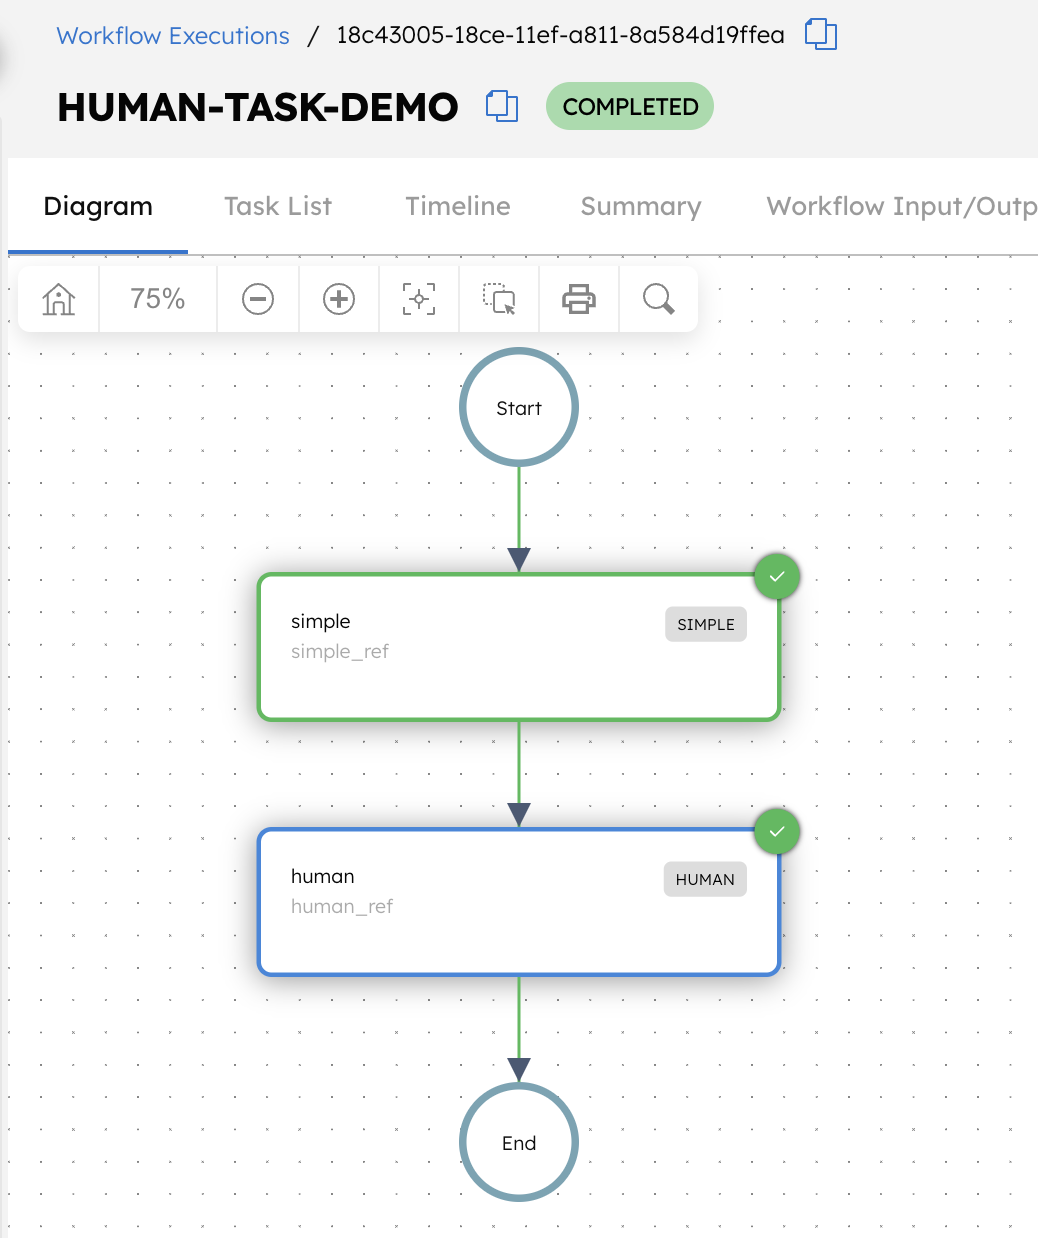 Workflow Executions / 18c43005-18ce-11ef-a811-8a584d19ffea
HUMAN-TASK-DEMO COMPLETED
Diagram Task List Timeline Summary Workflow Input/Outp
75%
Start
simple SIMPLE
simple_ref
human HUMAN
human_ref
End